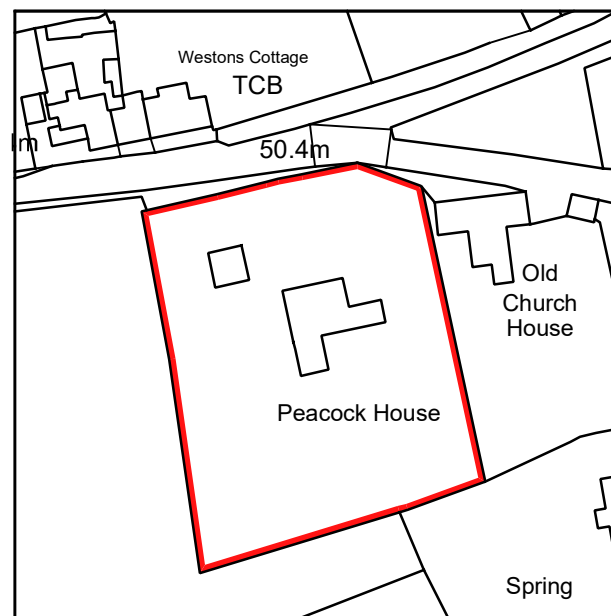 Westons Cottage
TCB
lm
50.4m
Old
Church
House
Peacock House
Spring